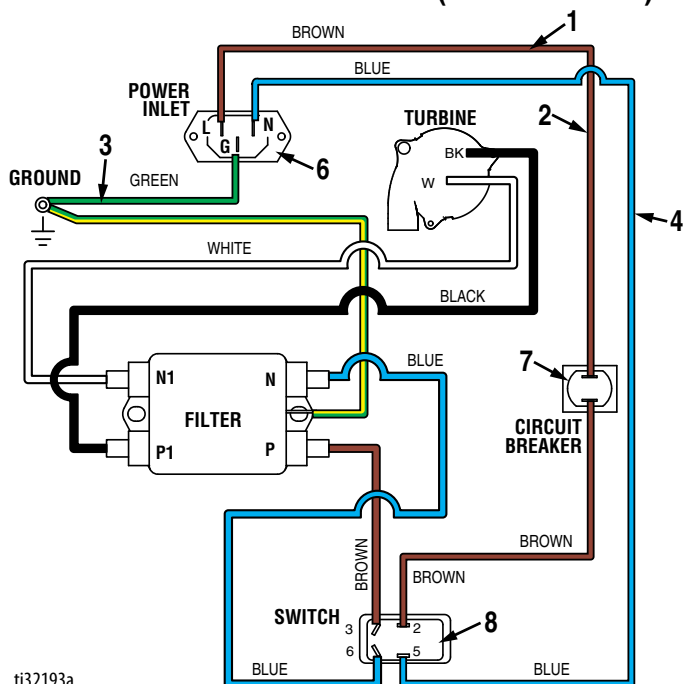 1
BROWN
BLUE
POWER
INLET
L
N
G
TURBINE
BK
W
2
3
6
GROUND
GREEN
4
WHITE
BLACK
BLUE
7
N1
N
FILTER
P1
P
CIRCUIT
BREAKER
BROWN
BROWN
BROWN
SWITCH
3
2
8
6
5
BLUE
BLUE
ti32193a